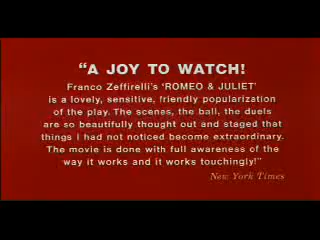 "A JOY TO WATCH!
Franco Zeffirelli's 'ROMEO & JULIET'
is a lovely, sensitive, friendly popularization
of the play. The scenes, the ball, the duels
are so beautifully thought out and staged that
things I had not noticed become extraordinary.
The movie is done with full awareness of the
way it works and it works touchingly!"
New York Times